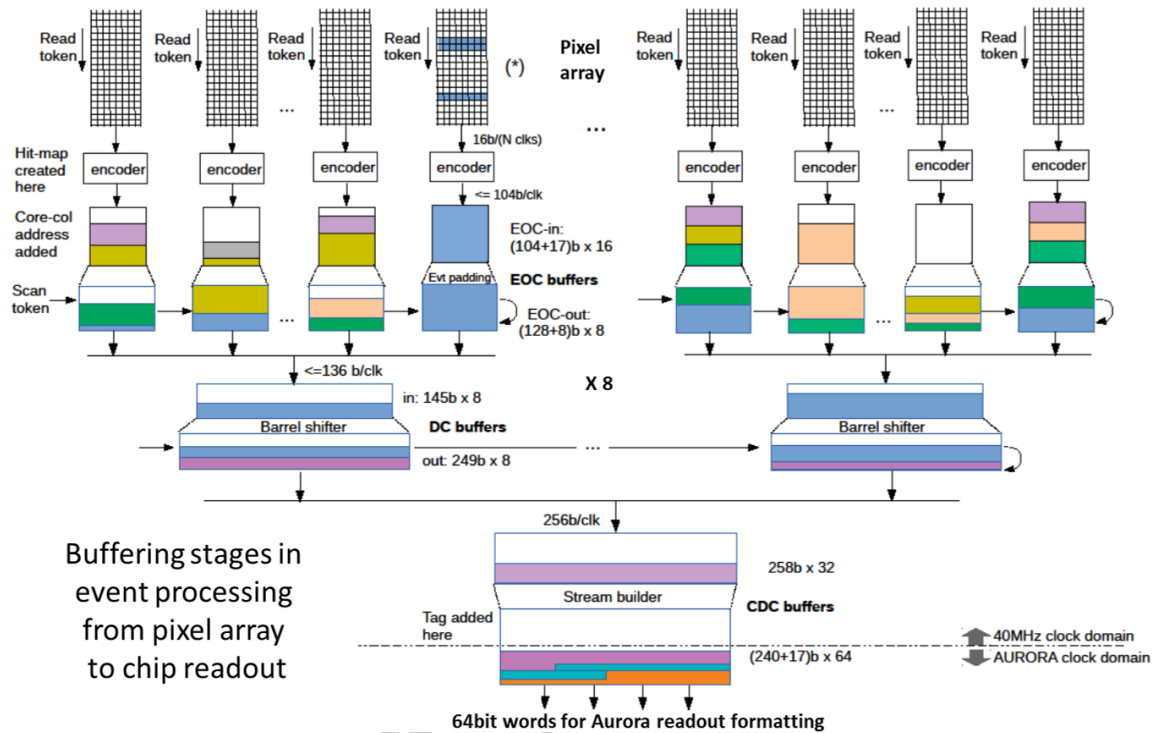 Read
token
Read
token
Read
token
Read
token
(*)
Pixel
array
Read
token
Read
token
Read
token
Read
token
...
...
...
16b/(N clks)
Hit-map
created
here
encoder
encoder
encoder
encoder
encoder
encoder
encoder
encoder
<= 104b/clk
Core-col
address
added
EOC-in:
(104+17)b x 16
Evt padding
EOC buffers
Scan
token
...
EOC-out:
(128+8)b x 8
...
<=136 b/clk
X 8
in: 145b x 8
Barrel shifter
DC buffers
Barrel shifter
...
out: 249b x 8
256b/clk
Buffering stages in
event processing
from pixel array
to chip readout
258b x 32
Stream builder
CDC buffers
Tag added
here
40MHz clock domain
(240+17)b x 64
AURORA clock domain
64bit words for Aurora readout formatting